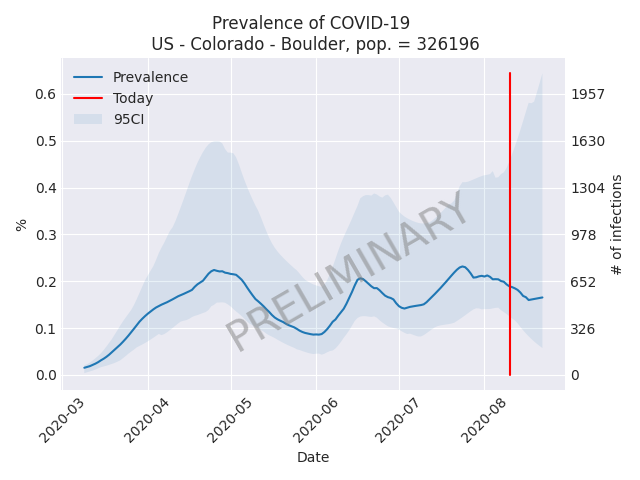 Prevalence of COVID-19
US - Colorado - Boulder, pop. = 326196
Prevalence
Today
95CI
0.6
0.5
0.4
0.3
0.2
0.1
0.0
%
1957
1630
1304
978
652
326
0
# of infections
PRELIMINARY
2020-03
2020-04
2020-05
2020-06
2020-07
2020-08
Date